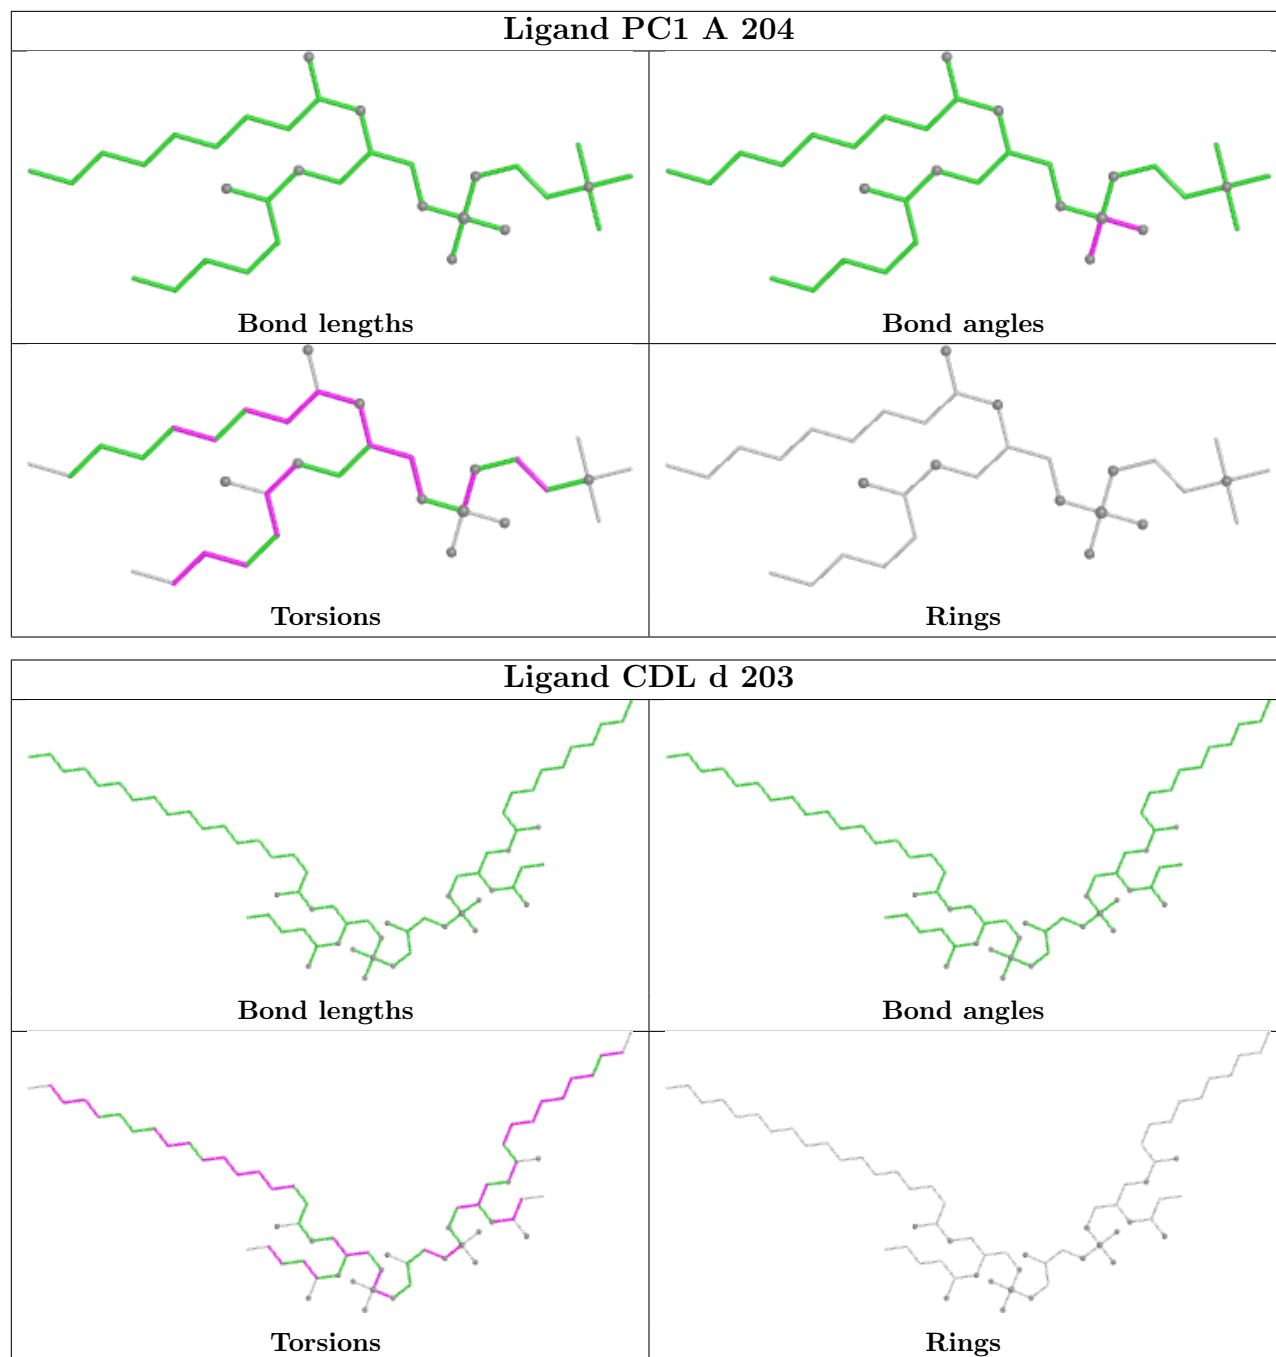 Ligand PC1 A 204
Bond lengths
Bond angles
Torsions
Rings
Ligand CDL d 203
Bond lengths
Bond angles
Torsions
Rings